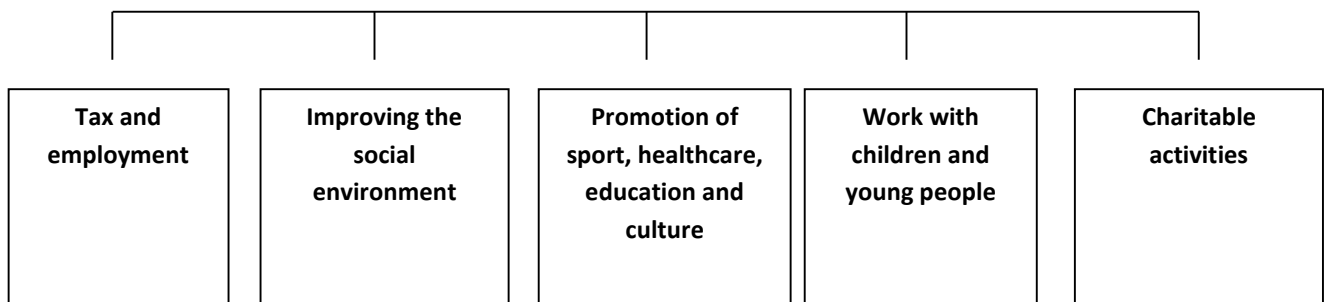 Tax and
employment
Improving the
social
environment
Promotion of
sport, healthcare,
education and
culture
Work with
children and
young people
Charitable
activities